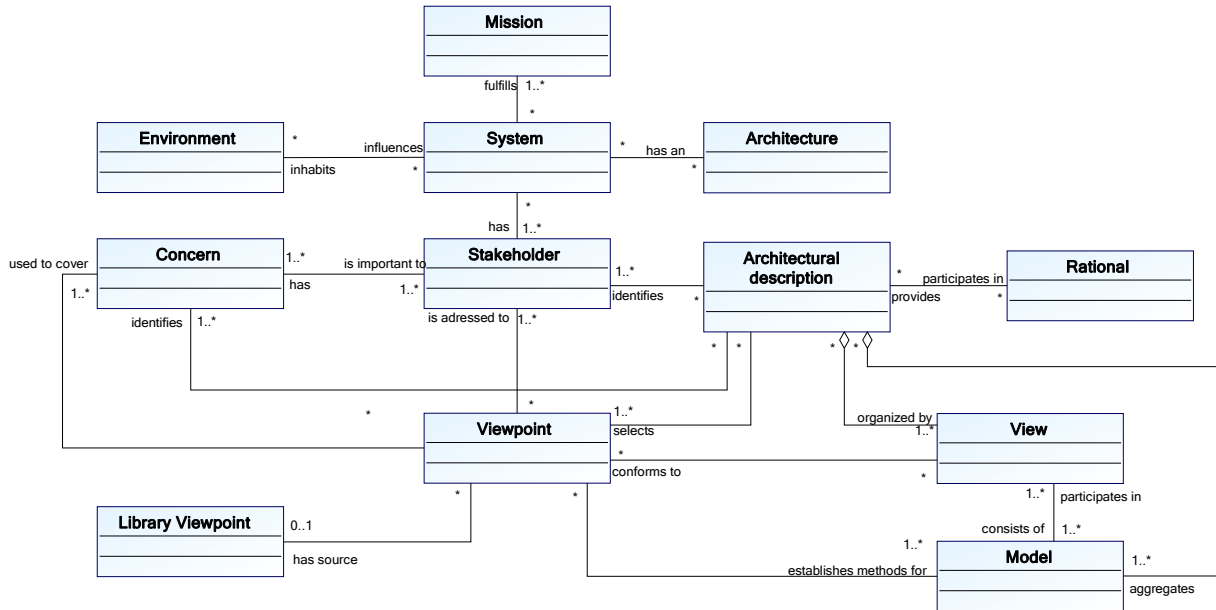 Mission
fulfills
1..*
*
Environment
*
influences
inhabits
*
System
*
has an
*
Architecture
*
has
1..*
used to cover
1..*
Concern
1..*
has
is important to
1..*
Stakeholder
1..*
identifies
*
Architectural
description
*
participates in
provides
*
Rational
identifies
1..*
is adressed to
1..*
*
*
*
*
*
*
1..*
selects
organized by
1..*
View
Viewpoint
*
conforms to
*
*
*
1..*
participates in
Library Viewpoint
0..1
has source
consists of
1..*
1..*
establishes methods for
Model
1..*
aggregates